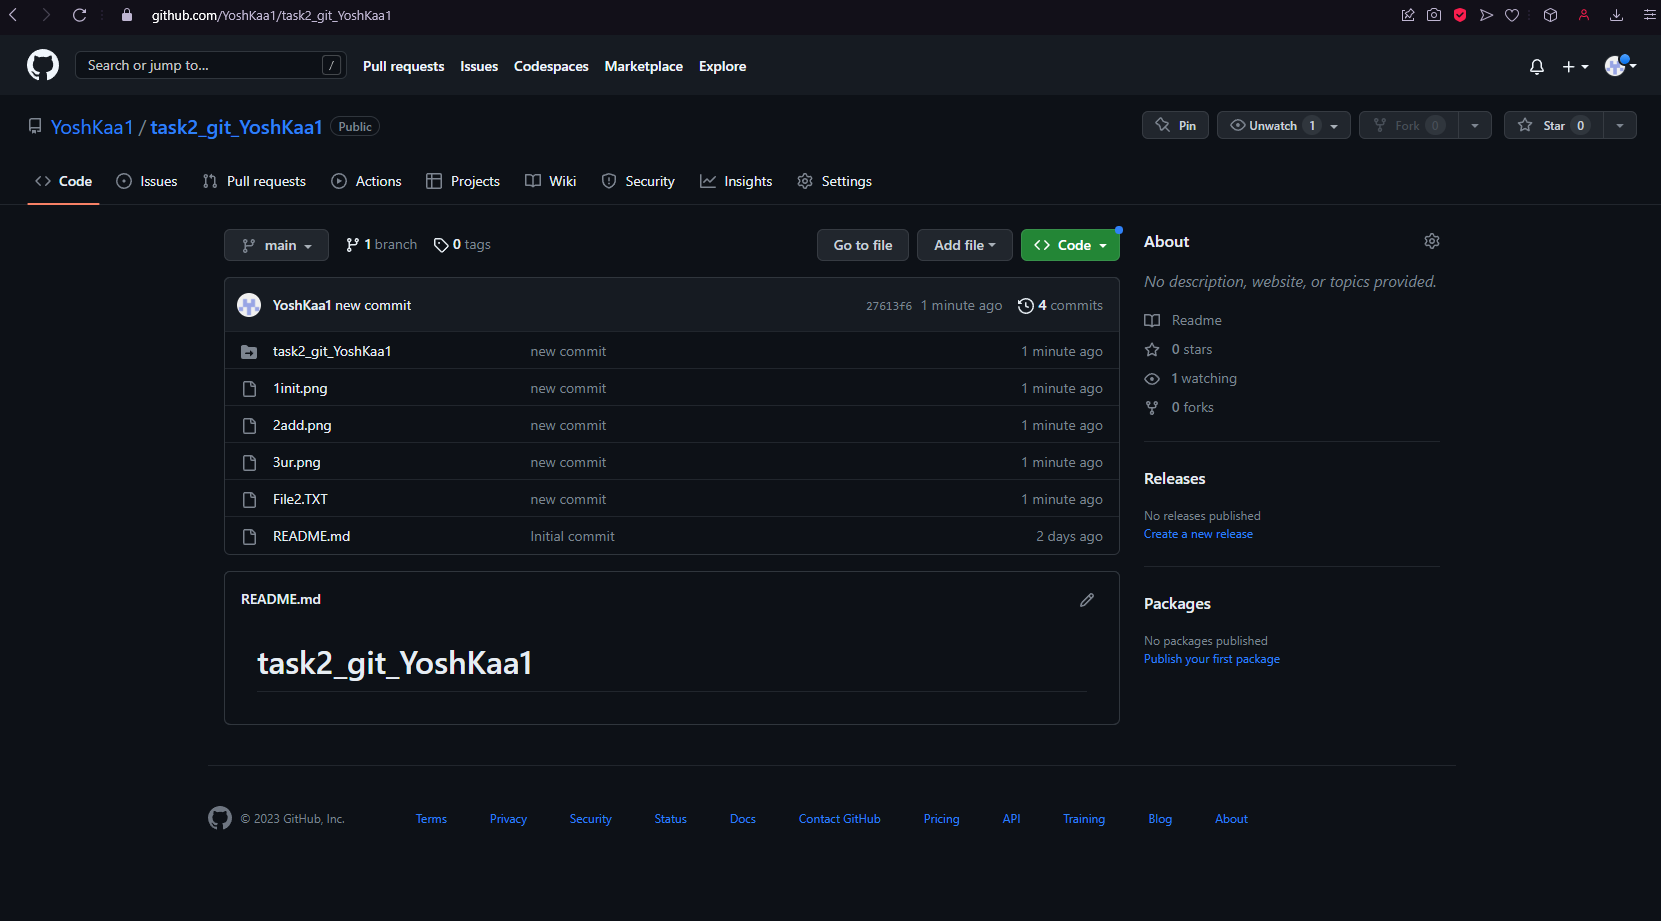 github.com/YoshKaa1/task2_git_YoshKaa1
Search or jump to... / Pull requests Issues Codespaces Marketplace Explore
YoshKaa1 / task2_git_YoshKaa1 Public Pin Unwatch 1 Fork 0 Star 0
Code Issues Pull requests Actions Projects Wiki Security Insights Settings
main 1 branch 0 tags Go to file Add file Code
YoshKaa1 new commit 27613f6 1 minute ago 4 commits
task2_git_YoshKaa1 new commit 1 minute ago
1init.png new commit 1 minute ago
2add.png new commit 1 minute ago
3ur.png new commit 1 minute ago
File2.TXT new commit 1 minute ago
README.md Initial commit 2 days ago
README.md
task2_git_YoshKaa1
About
No description, website, or topics provided.
Readme
0 stars
1 watching
0 forks
Releases
No releases published
Create a new release
Packages
No packages published
Publish your first package
© 2023 GitHub, Inc. Terms Privacy Security Status Docs Contact GitHub Pricing API Training Blog About